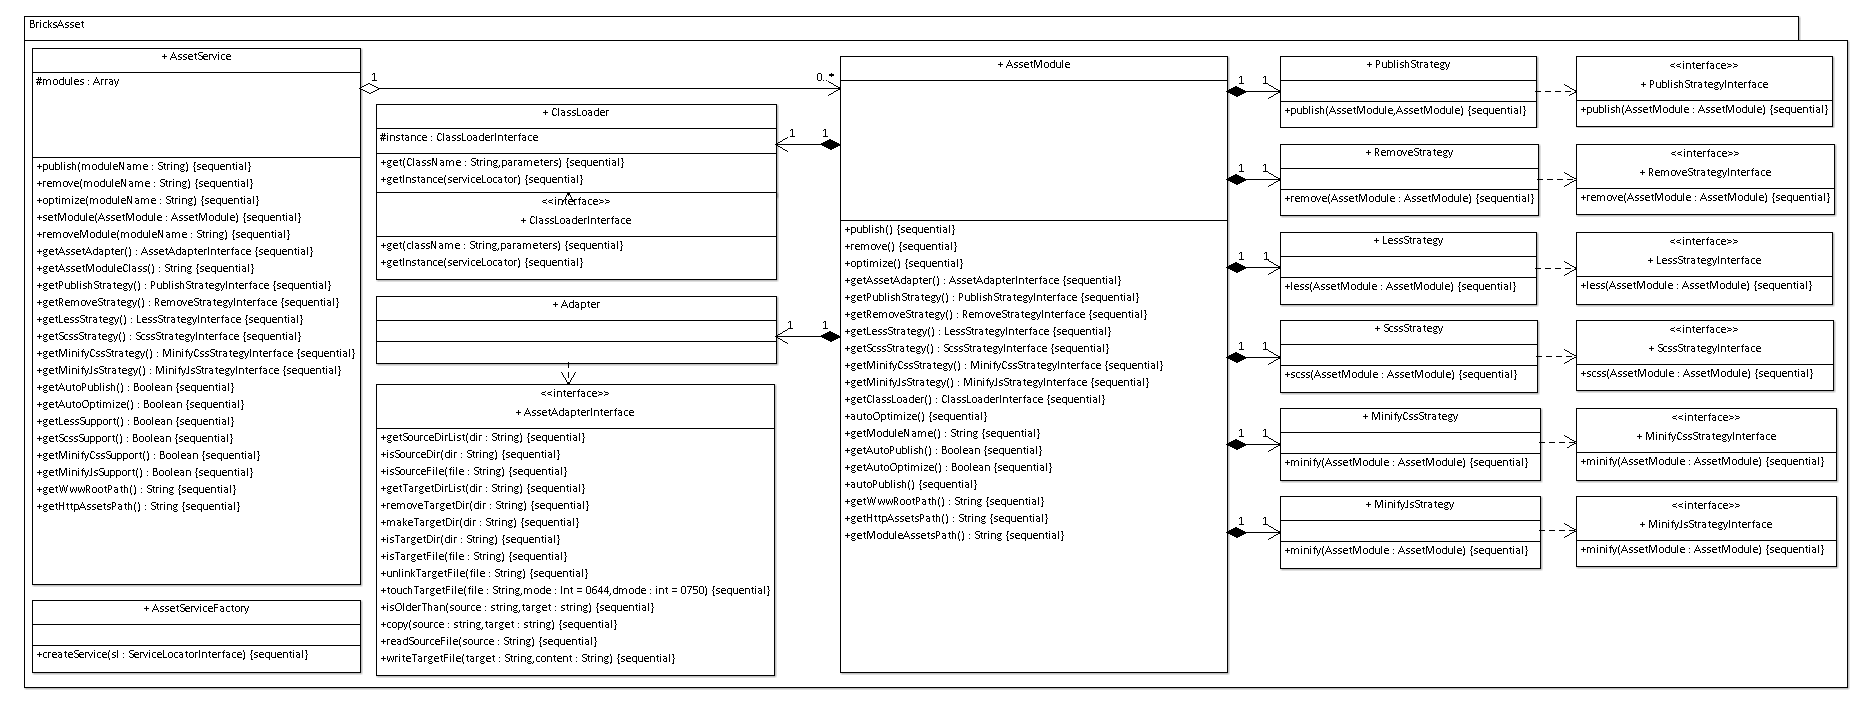 BricksAsset
+ AssetService
#modules : Array
+publish(moduleName : String) {sequential}
+remove(moduleName : String) {sequential}
+optimize(moduleName : String) {sequential}
+setModule(AssetModule : AssetModule) {sequential}
+removeModule(moduleName : String) {sequential}
+getAssetAdapter() : AssetAdapterInterface {sequential}
+getAssetModuleClass() : String {sequential}
+getPublishStrategy() : PublishStrategyInterface {sequential}
+getRemoveStrategy() : RemoveStrategyInterface {sequential}
+getLessStrategy() : LessStrategyInterface {sequential}
+getScssStrategy() : ScssStrategyInterface {sequential}
+getMinifyCssStrategy() : MinifyCssStrategyInterface {sequential}
+getMinifyJsStrategy() : MinifyJsStrategyInterface {sequential}
+getAutoPublish() : Boolean {sequential}
+getAutoOptimize() : Boolean {sequential}
+getLessSupport() : Boolean {sequential}
+getScssSupport() : Boolean {sequential}
+getMinifyCssSupport() : Boolean {sequential}
+getMinifyJsSupport() : Boolean {sequential}
+getWwwRootPath() : String {sequential}
+getHttpAssetsPath() : String {sequential}
+ AssetServiceFactory
+createService(sl : ServiceLocatorInterface) {sequential}
1
0..*
+ ClassLoader
#instance : ClassLoaderInterface
+get(ClassName : String,parameters) {sequential}
+getInstance(serviceLocator) {sequential}
<<interface>>
+ ClassLoaderInterface
+get(className : String,parameters) {sequential}
+getInstance(serviceLocator) {sequential}
1
1
+ Adapter
1
1
<<interface>>
+ AssetAdapterInterface
+getSourceDirList(dir : String) {sequential}
+isSourceDir(dir : String) {sequential}
+isSourceFile(file : String) {sequential}
+getTargetDirList(dir : String) {sequential}
+removeTargetDir(dir : String) {sequential}
+makeTargetDir(dir : String) {sequential}
+isTargetDir(dir : String) {sequential}
+isTargetFile(file : String) {sequential}
+unlinkTargetFile(file : String) {sequential}
+touchTargetFile(file : String,mode : Int = 0644,dmode : int = 0750) {sequential}
+isOlderThan(source : string,target : string) {sequential}
+copy(source : string,target : string) {sequential}
+readSourceFile(source : String) {sequential}
+writeTargetFile(target : String,content : String) {sequential}
+ AssetModule
+publish() {sequential}
+remove() {sequential}
+optimize() {sequential}
+getAssetAdapter() : AssetAdapterInterface {sequential}
+getPublishStrategy() : PublishStrategyInterface {sequential}
+getRemoveStrategy() : RemoveStrategyInterface {sequential}
+getLessStrategy() : LessStrategyInterface {sequential}
+getScssStrategy() : ScssStrategyInterface {sequential}
+getMinifyCssStrategy() : MinifyCssStrategyInterface {sequential}
+getMinifyJsStrategy() : MinifyJsStrategyInterface {sequential}
+getClassLoader() : ClassLoaderInterface {sequential}
+autoOptimize() {sequential}
+getModuleName() : String {sequential}
+getAutoPublish() : Boolean {sequential}
+getAutoOptimize() : Boolean {sequential}
+autoPublish() {sequential}
+getWwwRootPath() : String {sequential}
+getHttpAssetsPath() : String {sequential}
+getModuleAssetsPath() : String {sequential}
1
1
+ PublishStrategy
+publish(AssetModule,AssetModule) {sequential}
<<interface>>
+ PublishStrategyInterface
+publish(AssetModule : AssetModule) {sequential}
1
1
+ RemoveStrategy
+remove(AssetModule : AssetModule) {sequential}
<<interface>>
+ RemoveStrategyInterface
+remove(AssetModule : AssetModule) {sequential}
1
1
+ LessStrategy
+less(AssetModule : AssetModule) {sequential}
<<interface>>
+ LessStrategyInterface
+less(AssetModule : AssetModule) {sequential}
1
1
+ ScssStrategy
+scss(AssetModule : AssetModule) {sequential}
<<interface>>
+ ScssStrategyInterface
+scss(AssetModule : AssetModule) {sequential}
1
1
+ MinifyCssStrategy
+minify(AssetModule : AssetModule) {sequential}
<<interface>>
+ MinifyCssStrategyInterface
+minify(AssetModule : AssetModule) {sequential}
1
1
+ MinifyJsStrategy
+minify(AssetModule : AssetModule) {sequential}
<<interface>>
+ MinifyJsStrategyInterface
+minify(AssetModule : AssetModule) {sequential}